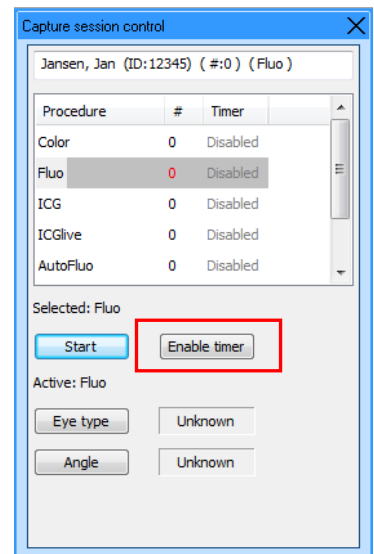 Capture session control
Jansen, Jan (ID:12345) ( #:0 ) ( Fluo )
Procedure # Timer
Color 0 Disabled
Fluo 0 Disabled
ICG 0 Disabled
ICGlive 0 Disabled
AutoFluo 0 Disabled
Selected: Fluo
Start Enable timer
Active: Fluo
Eye type Unknown
Angle Unknown